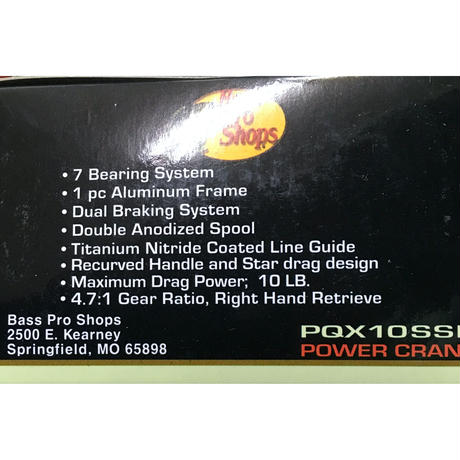 Pro
Shops
• 7 Bearing System
• 1 pc Aluminum Frame
• Dual Braking System
• Double Anodized Spool
• Titanium Nitride Coated Line Guide
• Recurved Handle and Star drag design
• Maximum Drag Power; 10 LB.
• 4.7:1 Gear Ratio, Right Hand Retrieve
Bass Pro Shops
2500 E. Kearney
Springfield, MO 65898
PQX10SS
POWER CRAN